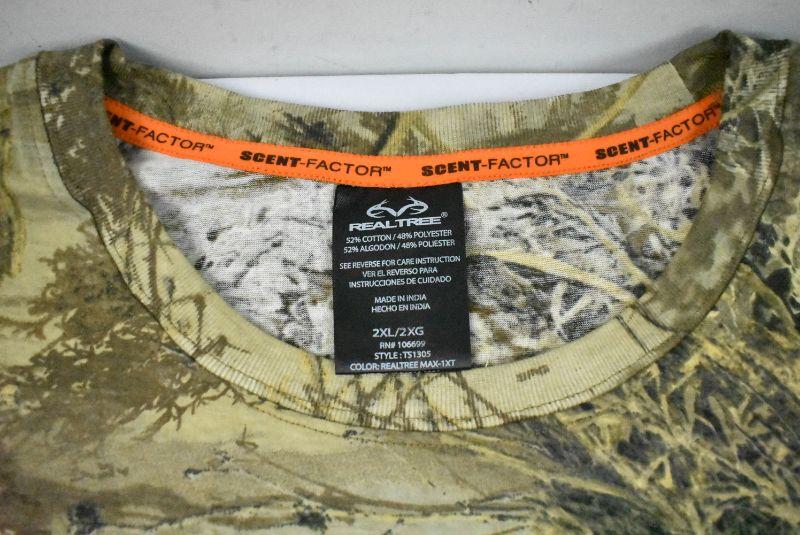 NT-FACTOR™ SCENT-FACTOR™ SCENT-FACTOR™ SCENT-FACTOR™
REALTREE®
52% COTTON / 48% POLYESTER
52% ALGODON / 48% POLIESTER
SEE REVERSE FOR CARE INSTRUCTION
VER EL REVERSO PARA
INSTRUCCIONES DE CUIDADO
MADE IN INDIA
HECHO EN INDIA
2XL/2XG
RN# 106699
STYLE : TS1305
COLOR: REALTREE MAX-1XT